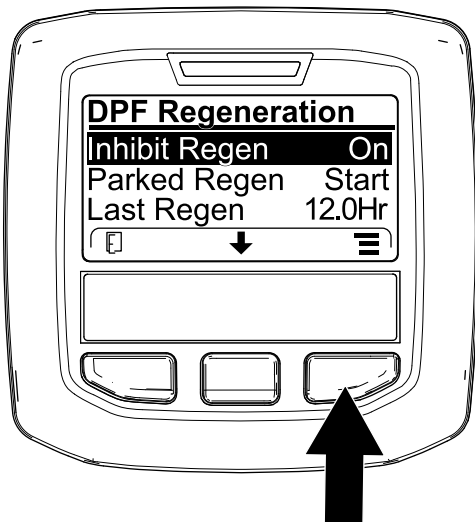 DPF Regeneration
Inhibit Regen On
Parked Regen Start
Last Regen 12.0Hr